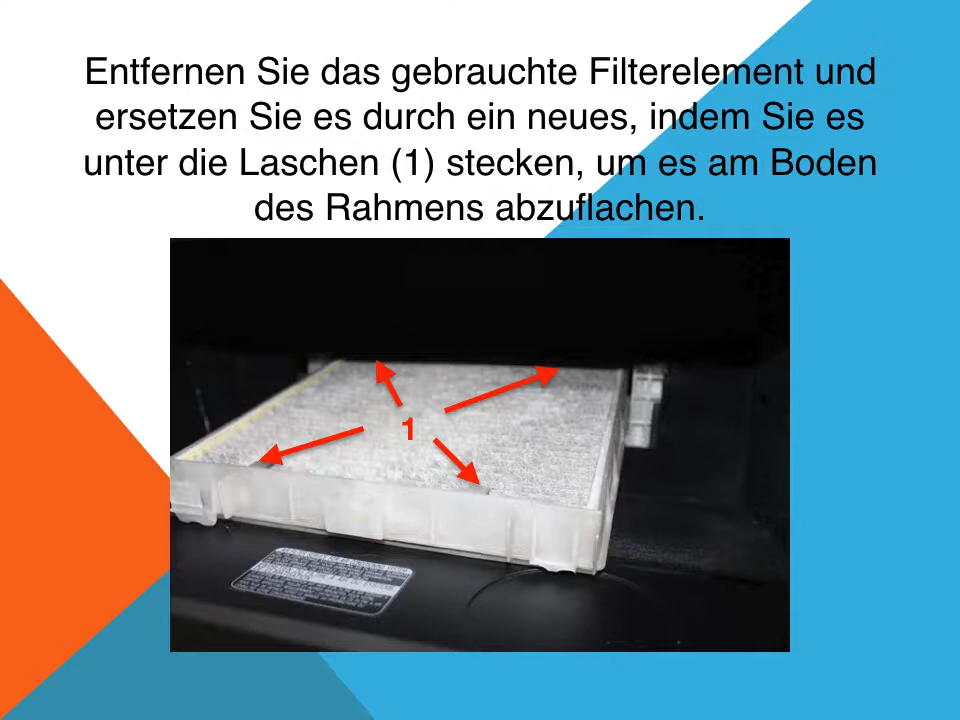 Entfernen Sie das gebrauchte Filterelement und
ersetzen Sie es durch ein neues, indem Sie es
unter die Laschen (1) stecken, um es am Boden
des Rahmens abzuflachen.
1